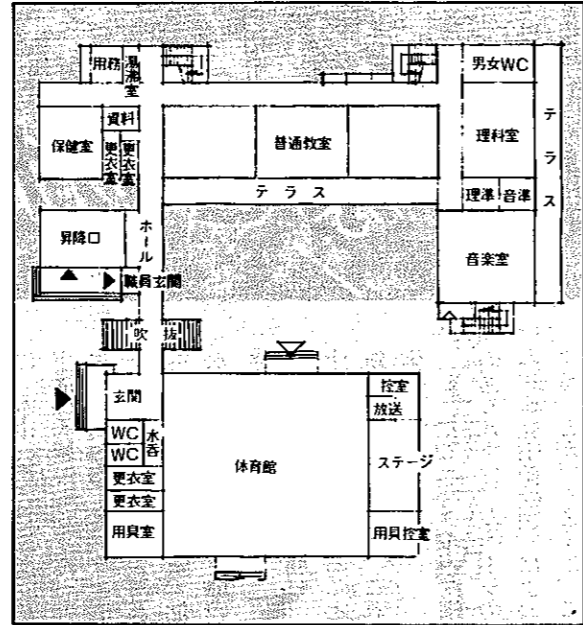 用務
湯沸室
男女WC
資料
保健室
更衣室
更衣室
普通教室
理科室
テラス
テラス
理準
音準
昇降口
ホール
音楽室
職員玄関
吹抜
玄関
控室
放送
WC
WC
水呑
体育館
ステージ
更衣室
更衣室
用具室
用具控室